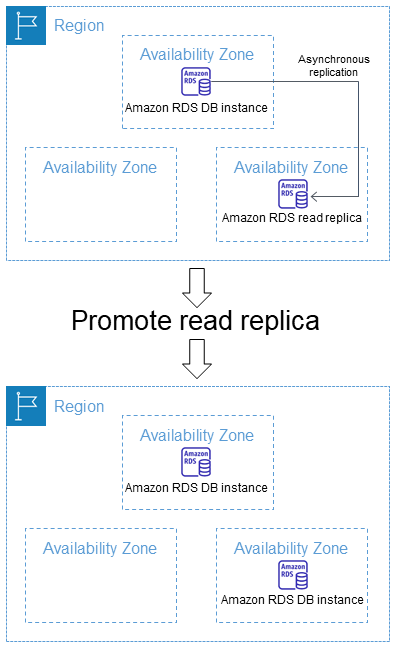 Region
Availability Zone
Asynchronous
replication
Amazon
RDS
Amazon RDS DB instance
Availability Zone
Availability Zone
Amazon
RDS
Amazon RDS read replica
Promote read replica
Region
Availability Zone
Amazon
RDS
Amazon RDS DB instance
Availability Zone
Availability Zone
Amazon
RDS
Amazon RDS DB instance